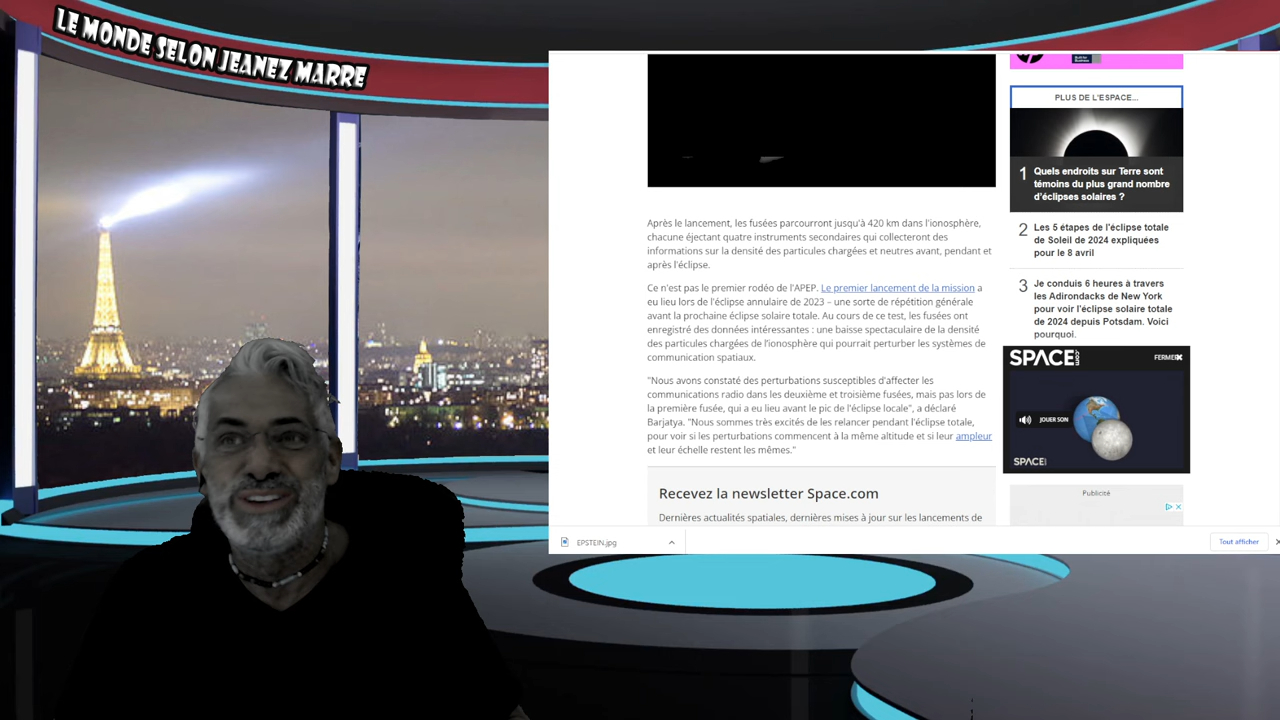 LE MONDE SELON JEANEZ MARRE
Après le lancement, les fusées parcourront jusqu'à 420 km dans l'ionosphère,
chacune éjectant quatre instruments secondaires qui collecteront des
informations sur la densité des particules chargées et neutres avant, pendant et
après l'éclipse.
Ce n'est pas le premier rodéo de l'APEP. Le premier lancement de la mission a
eu lieu lors de l'éclipse annulaire de 2023 – une sorte de répétition générale
avant la prochaine éclipse solaire totale. Au cours de ce test, les fusées ont
enregistré des données intéressantes : une baisse spectaculaire de la densité
des particules chargées de l'ionosphère qui pourrait perturber les systèmes de
communication spatiaux.
"Nous avons constaté des perturbations susceptibles d'affecter les
communications radio dans les deuxième et troisième fusées, mais pas lors de
la première fusée, qui a eu lieu avant le pic de l'éclipse locale", a déclaré
Barjatya. "Nous sommes très excités de les relancer pendant l'éclipse totale,
pour voir si les perturbations commencent à la même altitude et si leur ampleur
et leur échelle restent les mêmes."
Recevez la newsletter Space.com
Dernières actualités spatiales, dernières mises à jour sur les lancements de
PLUS DE L'ESPACE...
1 Quels endroits sur Terre sont
témoins du plus grand nombre
d'éclipses solaires ?
2 Les 5 étapes de l'éclipse totale
de Soleil de 2024 expliquées
pour le 8 avril
3 Je conduis 6 heures à travers
les Adirondacks de New York
pour voir l'éclipse solaire totale
de 2024 depuis Potsdam. Voici
pourquoi.
SPACE.com FERMER X
JOUER SON
SPACE
Publicité
EPSTEIN.jpg
Tout afficher